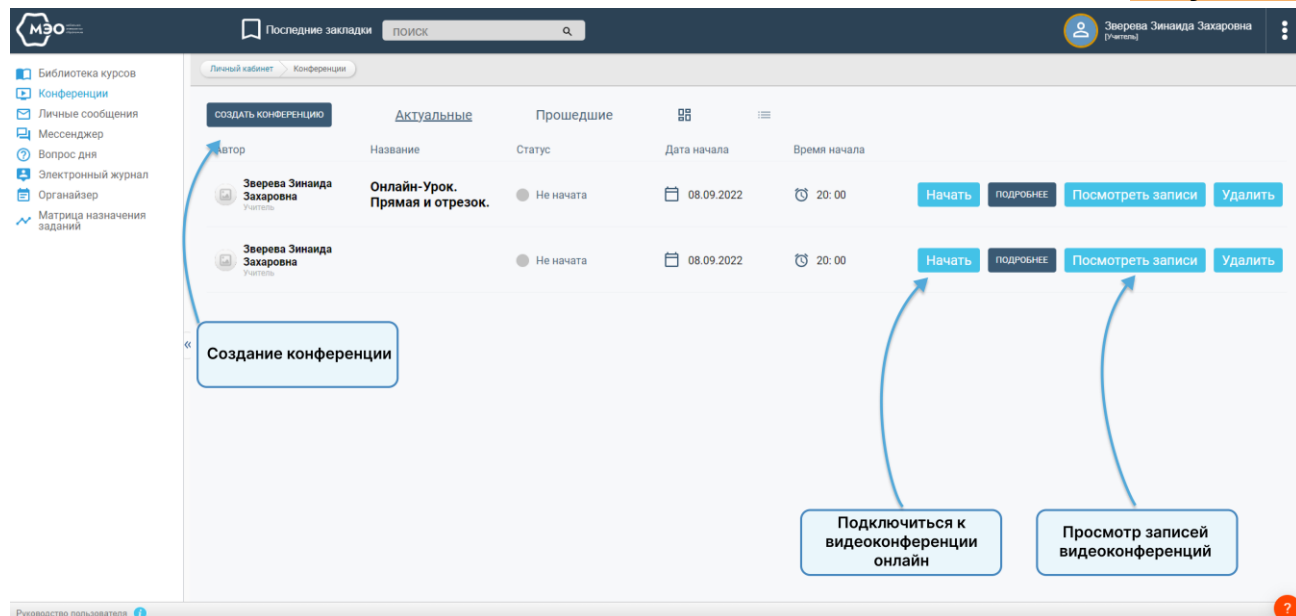 МЭО
Последние закладки
ПОИСК
Зверева Зинаида Захаровна
[Учитель]
Библиотека курсов
Конференции
Личные сообщения
Мессенджер
Вопрос дня
Электронный журнал
Органайзер
Матрица назначения
заданий
Личный кабинет
Конференции
СОЗДАТЬ КОНФЕРЕНЦИЮ
Актуальные
Прошедшие
Автор
Название
Статус
Дата начала
Время начала
Зверева Зинаида
Захаровна
Учитель
Онлайн-Урок.
Прямая и отрезок.
Не начата
08.09.2022
20: 00
Начать
ПОДРОБНЕЕ
Посмотреть записи
Удалить
Зверева Зинаида
Захаровна
Учитель
Не начата
08.09.2022
20: 00
Начать
ПОДРОБНЕЕ
Посмотреть записи
Удалить
«
Создание конференции
Подключиться к
видеоконференции
онлайн
Просмотр записей
видеоконференций
Руководство пользователя
?